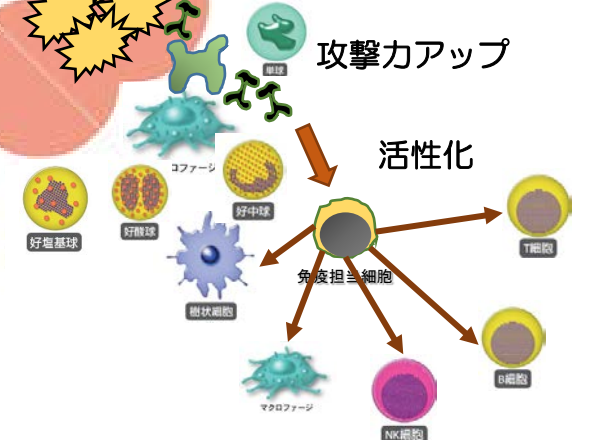 単球
攻撃力アップ
コファージ
活性化
好中球
好酸球
好塩基球
T細胞
免疫担当細胞
樹状細胞
B細胞
マクロファージ
NK細胞